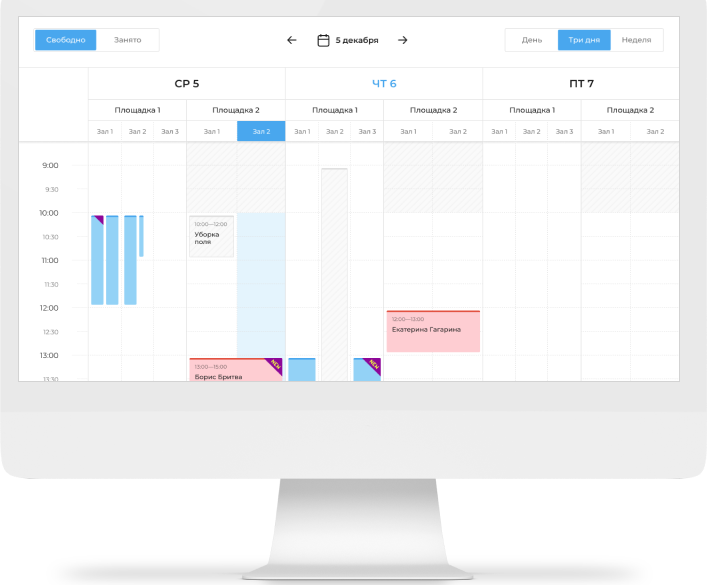 Свободно Занято 5 декабря День Три дня Неделя
СР 5 ЧТ 6 ПТ 7
Площадка 1 Площадка 2 Площадка 1 Площадка 2 Площадка 1 Площадка 2
Зал 1 Зал 2 Зал 3 Зал 1 Зал 2 Зал 1 Зал 2 Зал 3 Зал 1 Зал 2 Зал 1 Зал 2 Зал 3 Зал 1 Зал 2
9:00
9:30
10:00
10:00—12:00
Уборка
поля
10:30
11:00
11:30
12:00
12:00—13:00
Екатерина Гагарина
12:30
13:00
13:00—15:00 NEW NEW
Борис Бритва
13:30